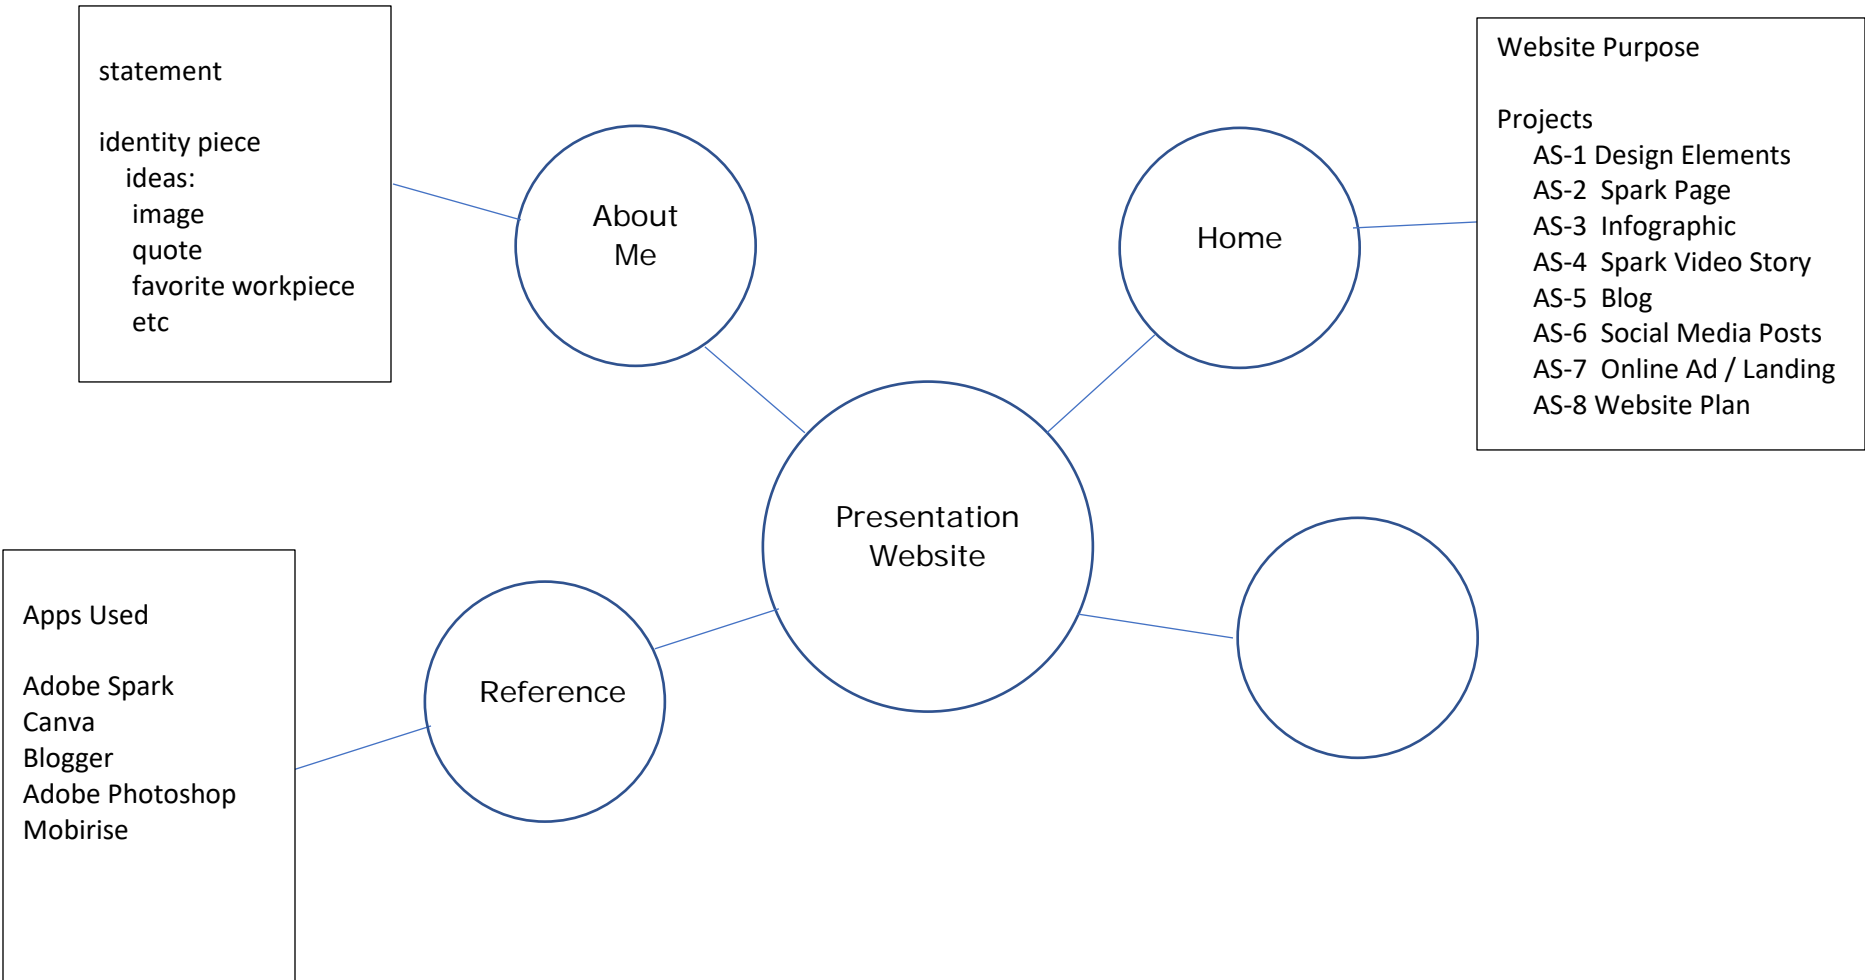 statement
identity piece
ideas:
image
quote
favorite workpiece
etc
About
Me
Home
Website Purpose
Projects
AS-1 Design Elements
AS-2 Spark Page
AS-3 Infographic
AS-4 Spark Video Story
AS-5 Blog
AS-6 Social Media Posts
AS-7 Online Ad / Landing
AS-8 Website Plan
Presentation
Website
Apps Used
Adobe Spark
Canva
Blogger
Adobe Photoshop
Mobirise
Reference